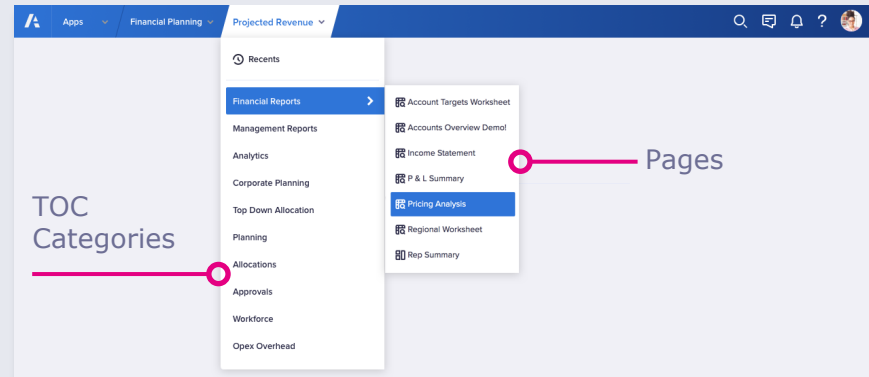 Apps
Financial Planning
Projected Revenue
?
Recents
Financial Reports
Management Reports
Analytics
Corporate Planning
Top Down Allocation
Planning
Allocations
Approvals
Workforce
Opex Overhead
Account Targets Worksheet
Accounts Overview Demo!
Income Statement
P & L Summary
Pricing Analysis
Regional Worksheet
Rep Summary
TOC
Categories
Pages